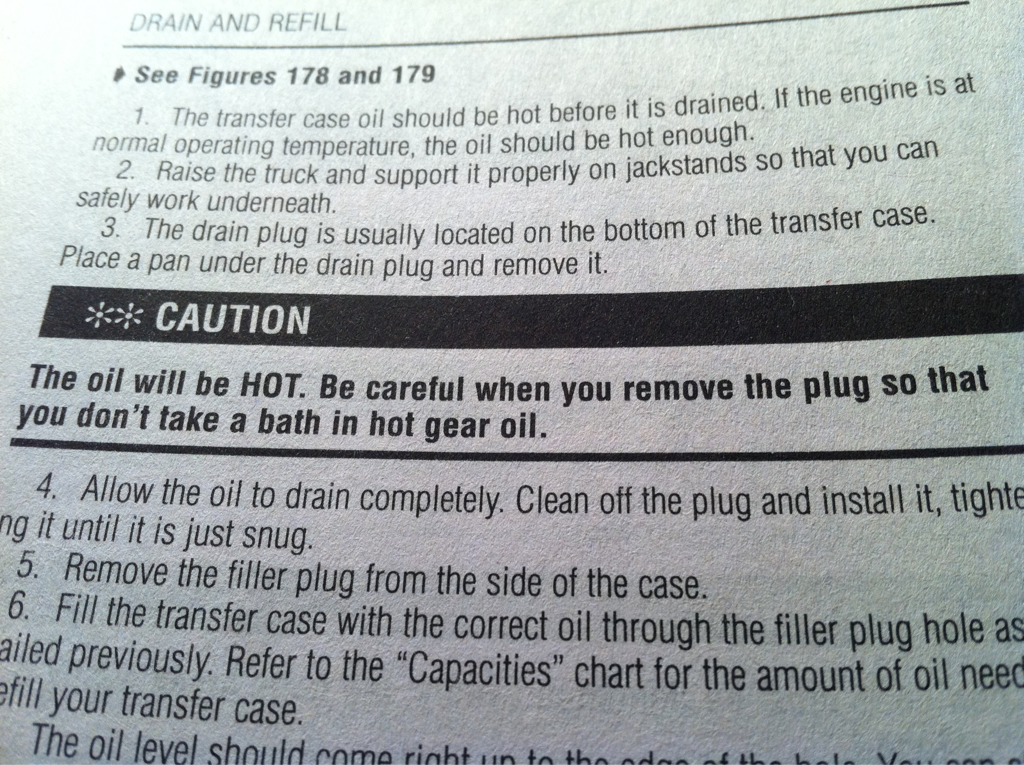 DRAIN AND REFILL
See Figures 178 and 179
1. The transfer case oil should be hot before it is drained. If the engine is at
normal operating temperature, the oil should be hot enough.
2. Raise the truck and support it properly on jackstands so that you can
safely work underneath.
3. The drain plug is usually located on the bottom of the transfer case.
Place a pan under the drain plug and remove it.
** CAUTION
The oil will be HOT. Be careful when you remove the plug so that
you don't take a bath in hot gear oil.
4. Allow the oil to drain completely. Clean off the plug and install it, tighte
ng it until it is just snug.
5. Remove the filler plug from the side of the case.
6. Fill the transfer case with the correct oil through the filler plug hole as
ailed previously. Refer to the “Capacities” chart for the amount of oil need
efill your transfer case.
The oil level should come right up to the edge of the hole. You can